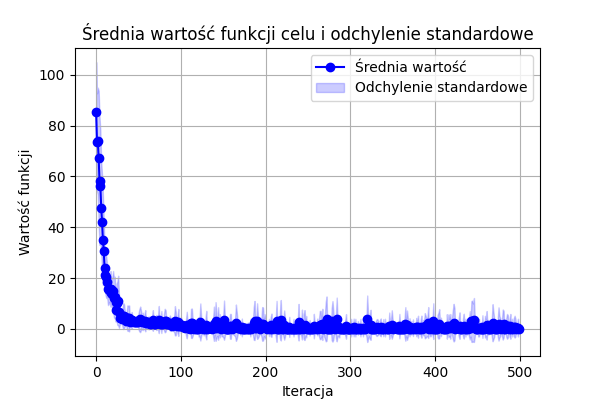 Średnia wartość funkcji celu i odchylenie standardowe
Średnia wartość
Odchylenie standardowe
Wartość funkcji
100
80
60
40
20
0
0 100 200 300 400 500
Iteracja